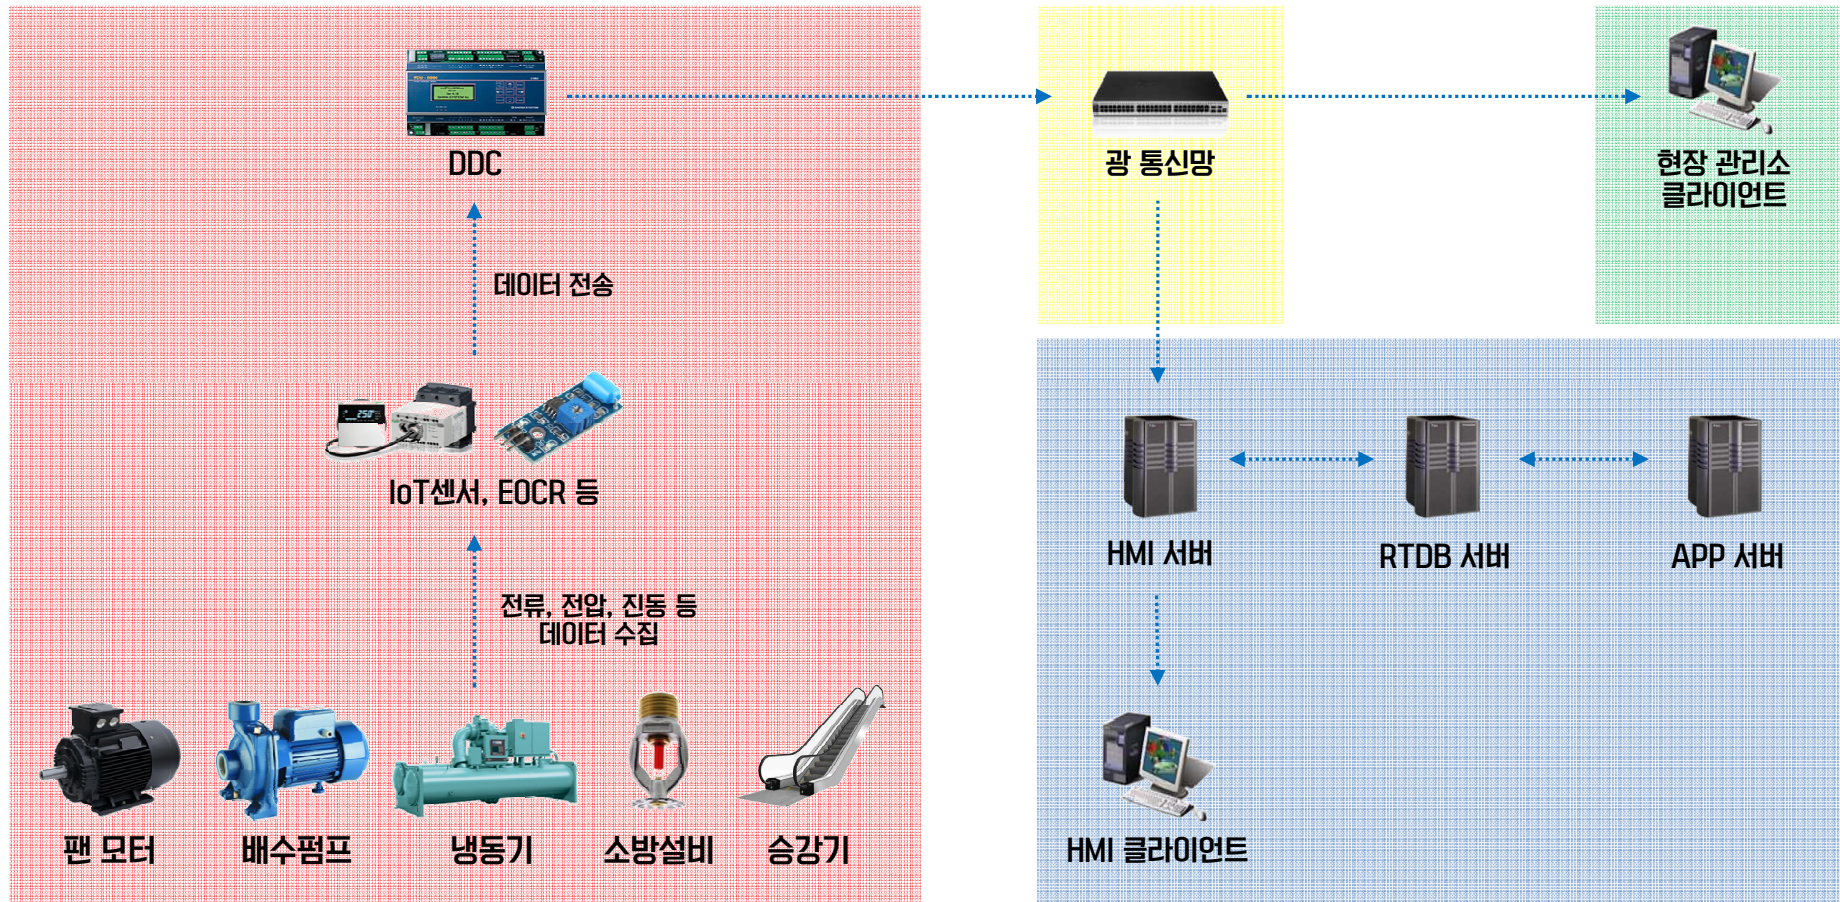 DDC
광 통신망
현장 관리소
클라이언트
데이터 전송
250
IoT센서, EOCR 등
HMI 서버
RTDB 서버
APP 서버
전류, 전압, 진동 등
데이터 수집
팬 모터
배수펌프
냉동기
소방설비
승강기
HMI 클라이언트